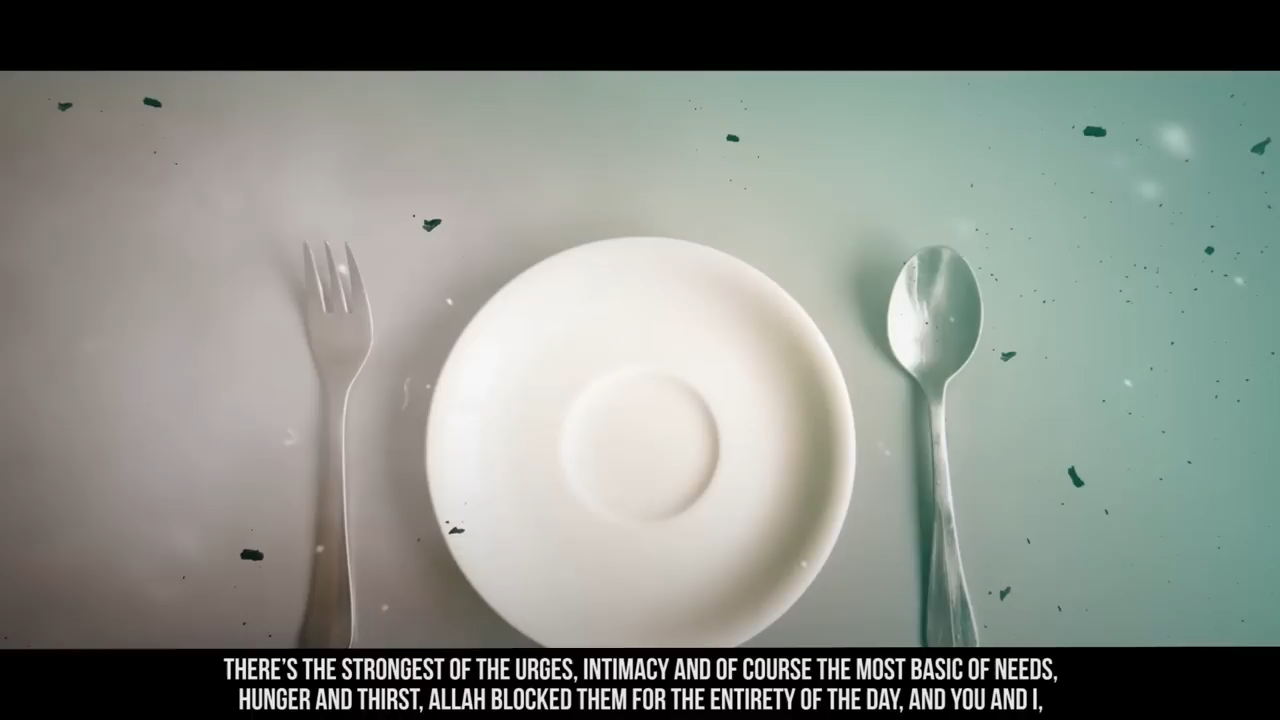 THERE'S THE STRONGEST OF THE URGES, INTIMACY AND OF COURSE THE MOST BASIC OF NEEDS,
HUNGER AND THIRST, ALLAH BLOCKED THEM FOR THE ENTIRETY OF THE DAY, AND YOU AND I,